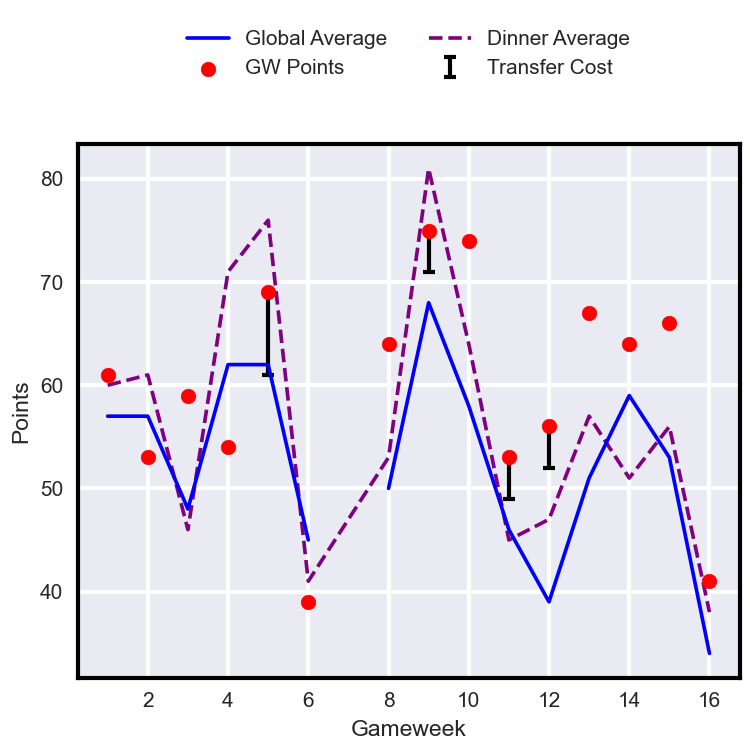 Global Average
Dinner Average
GW Points
Transfer Cost
80
70
60
50
40
Points
2 4 6 8 10 12 14 16
Gameweek